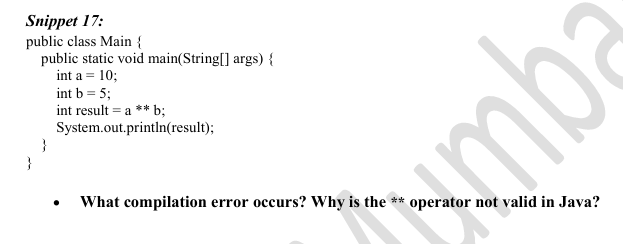 Snippet 17:
public class Main {
public static void main(String[] args) {
int a = 10;
int b = 5;
int result = a ** b;
System.out.println(result);
}
}
• What compilation error occurs? Why is the ** operator not valid in Java?
Mumba